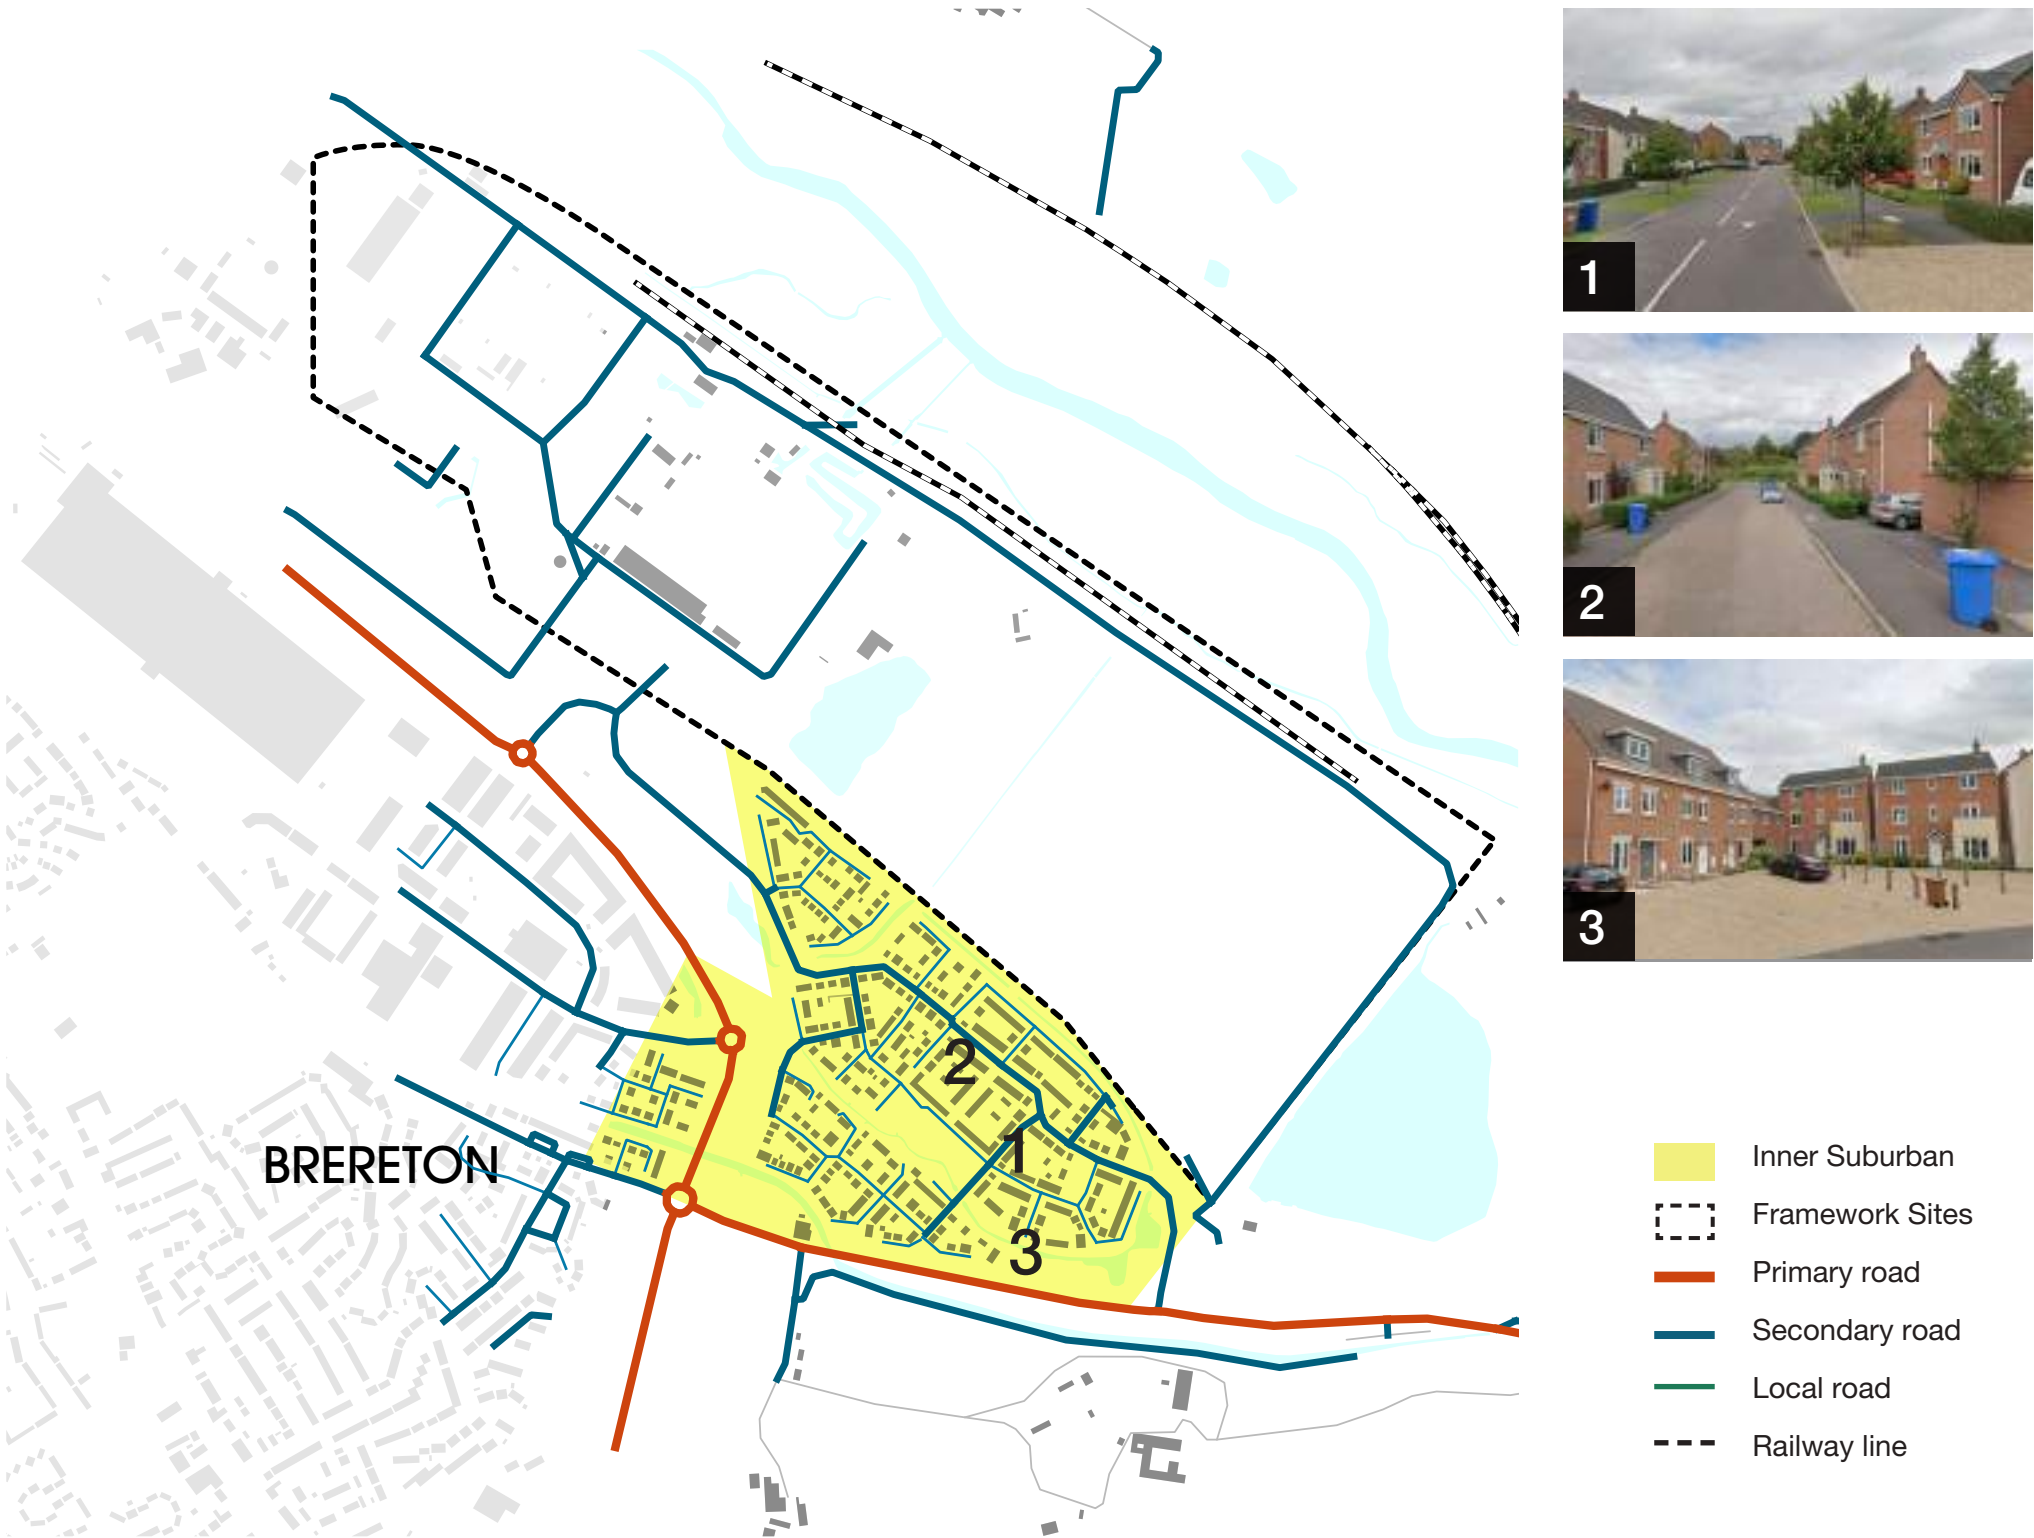 BRERETON
2
1
3
1
2
3
Inner Suburban
Framework Sites
Primary road
Secondary road
Local road
Railway line